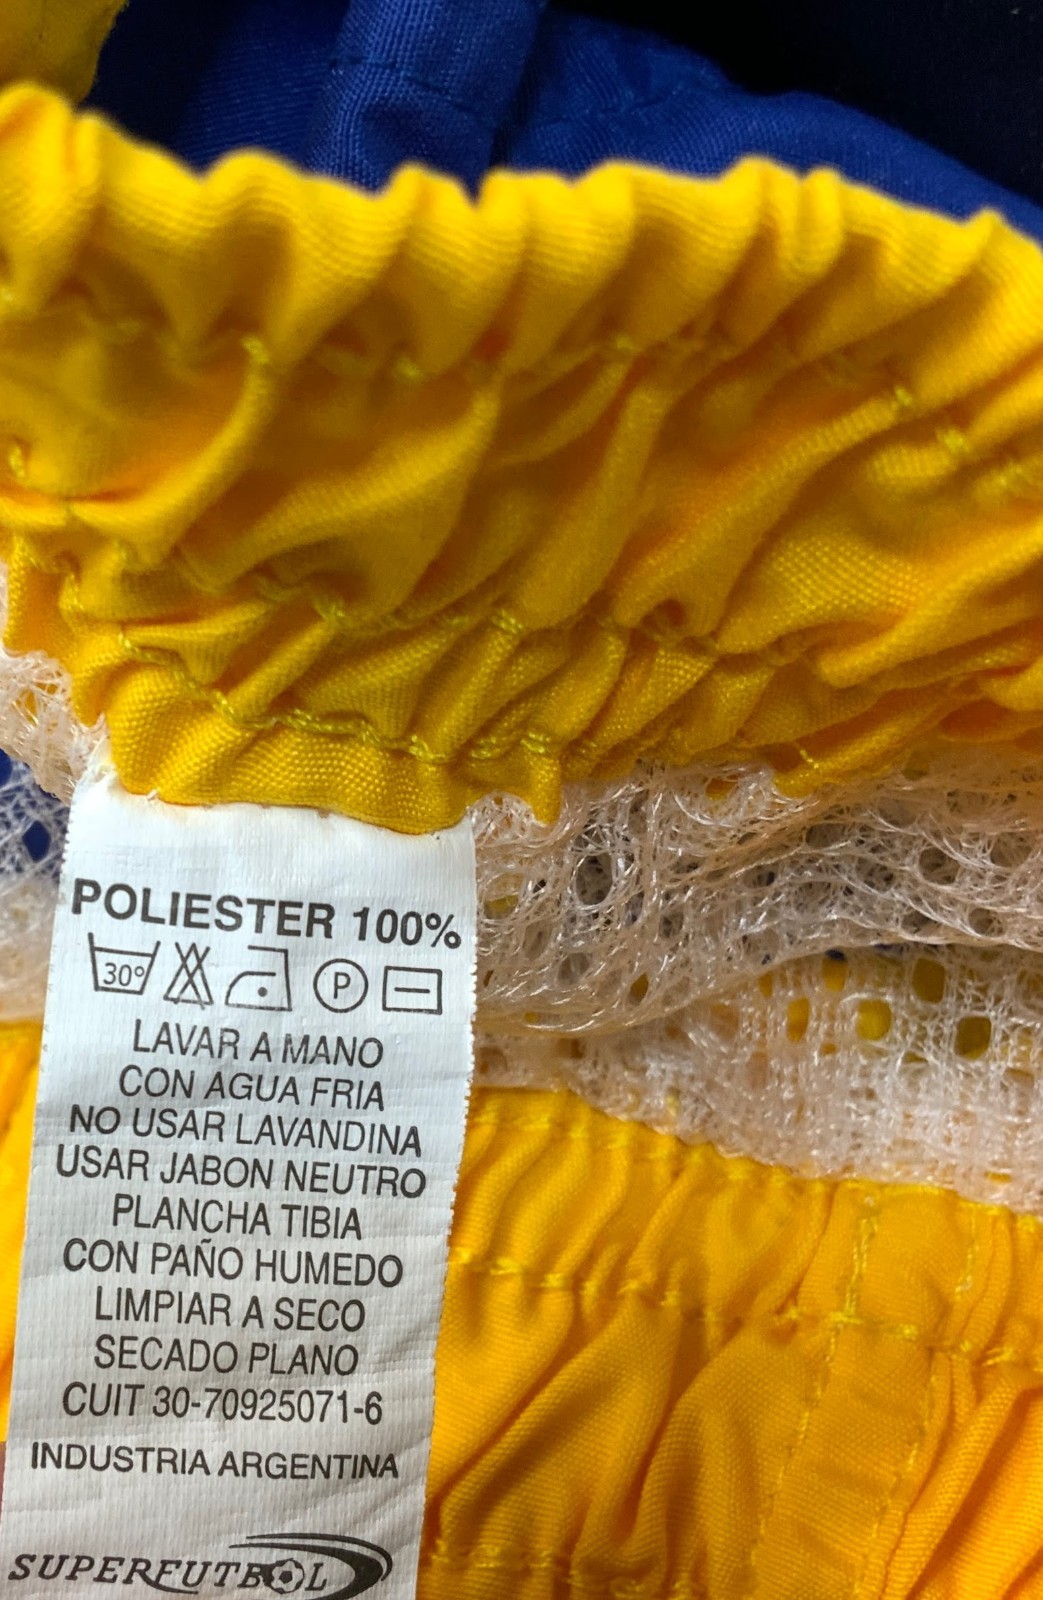 POLIESTER 100%
30° P
LAVAR A MANO
CON AGUA FRIA
NO USAR LAVANDINA
USAR JABON NEUTRO
PLANCHA TIBIA
CON PAÑO HUMEDO
LIMPIAR A SECO
SECADO PLANO
CUIT 30-70925071-6
INDUSTRIA ARGENTINA
SUPERFUTBOL